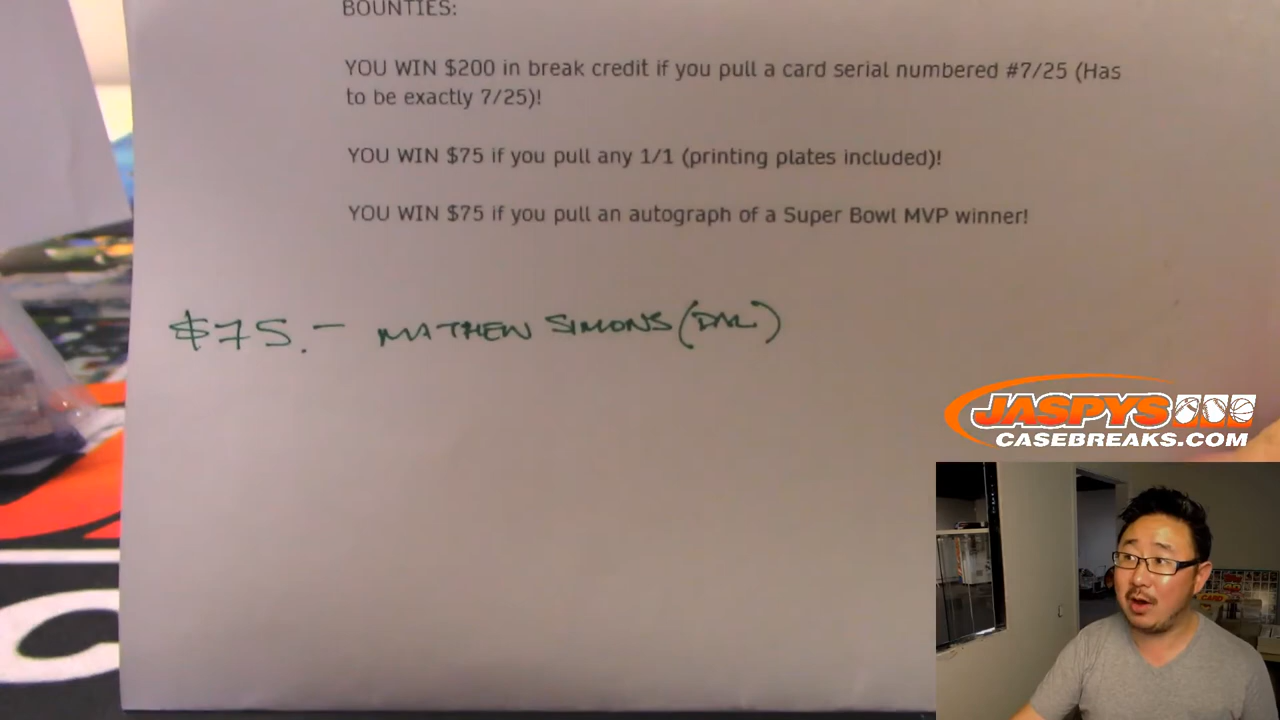 BOUNTIES:
YOU WIN $200 in break credit if you pull a card serial numbered #7/25 (Has
to be exactly 7/25)!
YOU WIN $75 if you pull any 1/1 (printing plates included)!
YOU WIN $75 if you pull an autograph of a Super Bowl MVP winner!
$75.- MATHEW SIMONS (DAL)
JASPYS
CASEBREAKS.COM